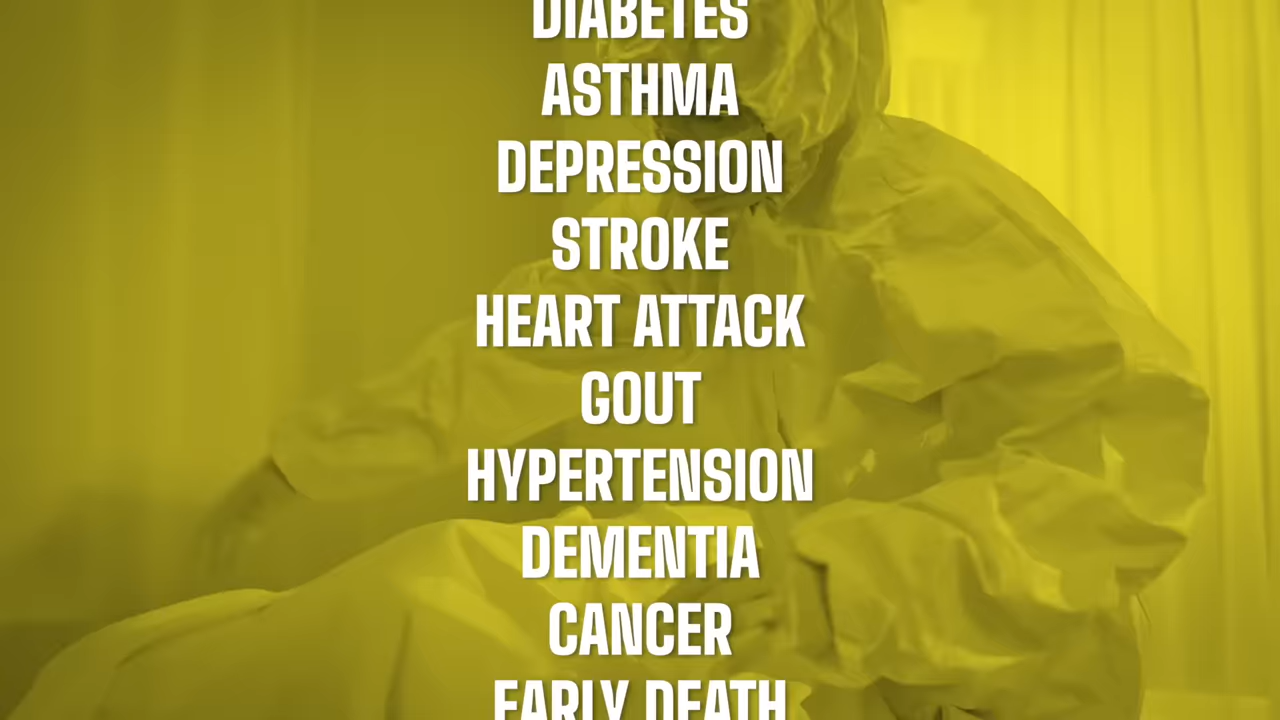 DIABETES
ASTHMA
DEPRESSION
STROKE
HEART ATTACK
GOUT
HYPERTENSION
DEMENTIA
CANCER
EARLY DEATH